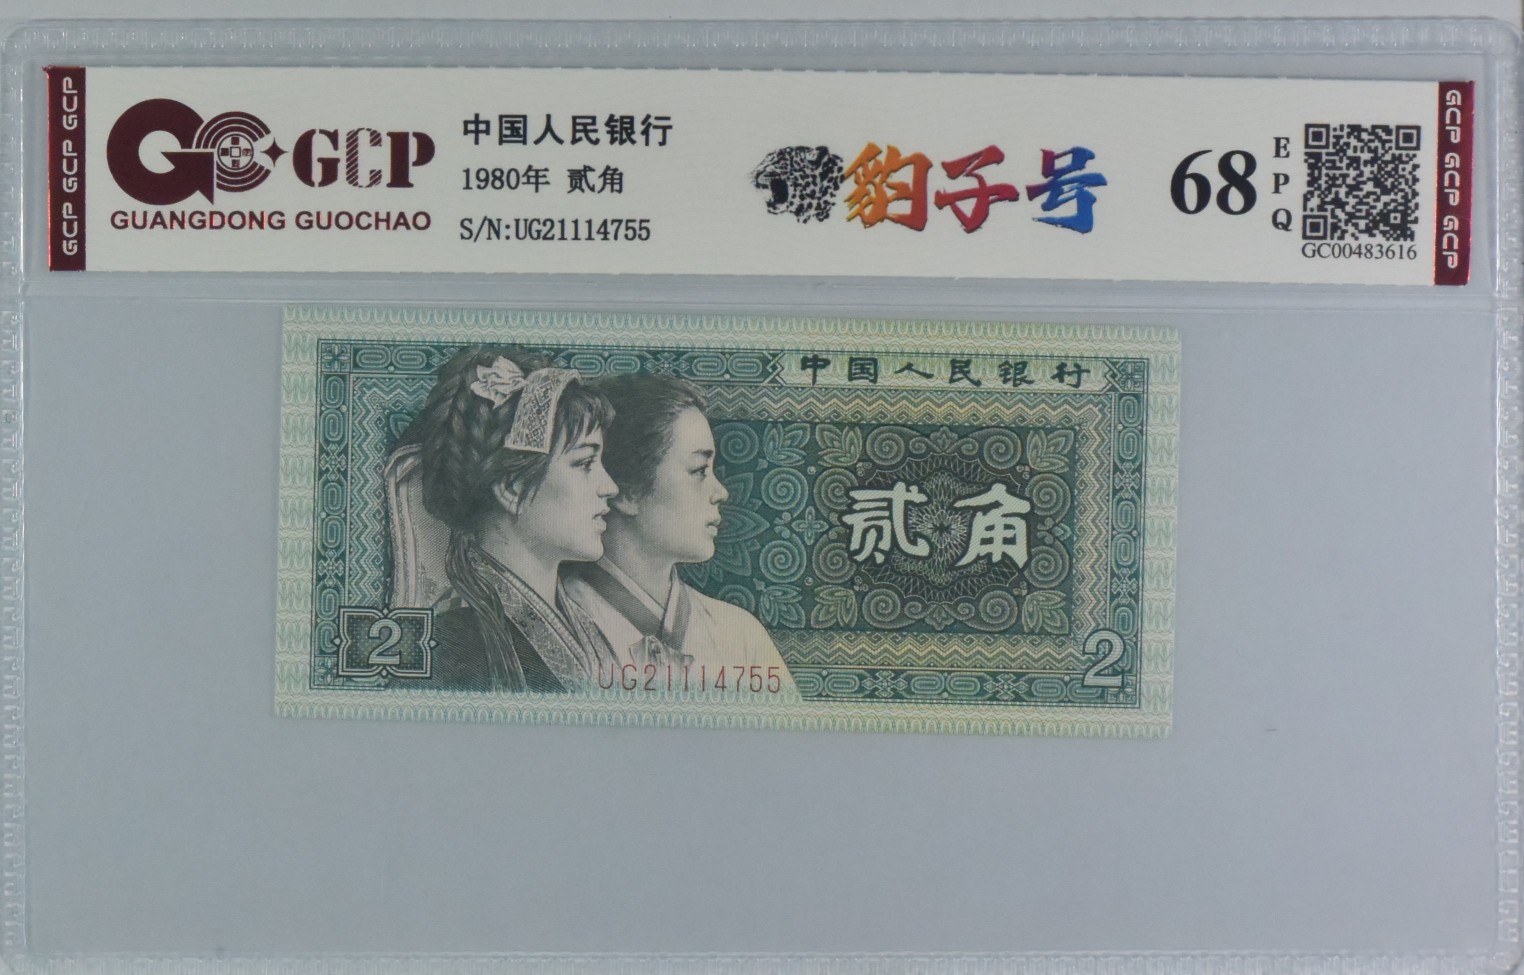 GCP GCP GCP
GCP
GUANGDONG GUOCHAO
中国人民银行
1980年 贰角
S/N:UG21114755
豹子号
68
EPQ
GC00483616
GCP GCP GCP
中国人民银行
贰角
2
2
UG21114755